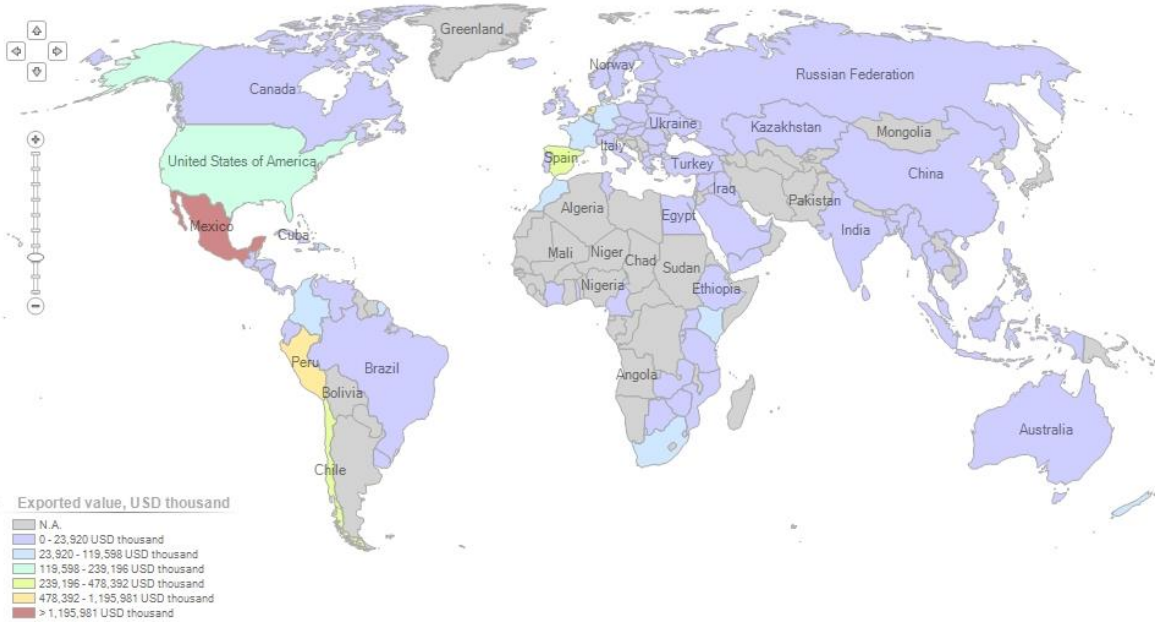 Greenland
Norway
Russian Federation
Canada
Ukraine
Kazakhstan
Mongolia
Italy
United States of America
Spain
Turkey
China
Iraq
Pakistan
Algeria
Mexico
Egypt
India
Cuba
Mali
Niger
Chad
Sudan
Nigeria
Ethiopia
Peru
Brazil
Angola
Bolivia
Australia
Chile
Exported value, USD thousand
N.A.
0 - 23,920 USD thousand
23,920 - 119,598 USD thousand
119,598 - 239,196 USD thousand
239,196 - 478,392 USD thousand
478,392 - 1,195,981 USD thousand
> 1,195,981 USD thousand